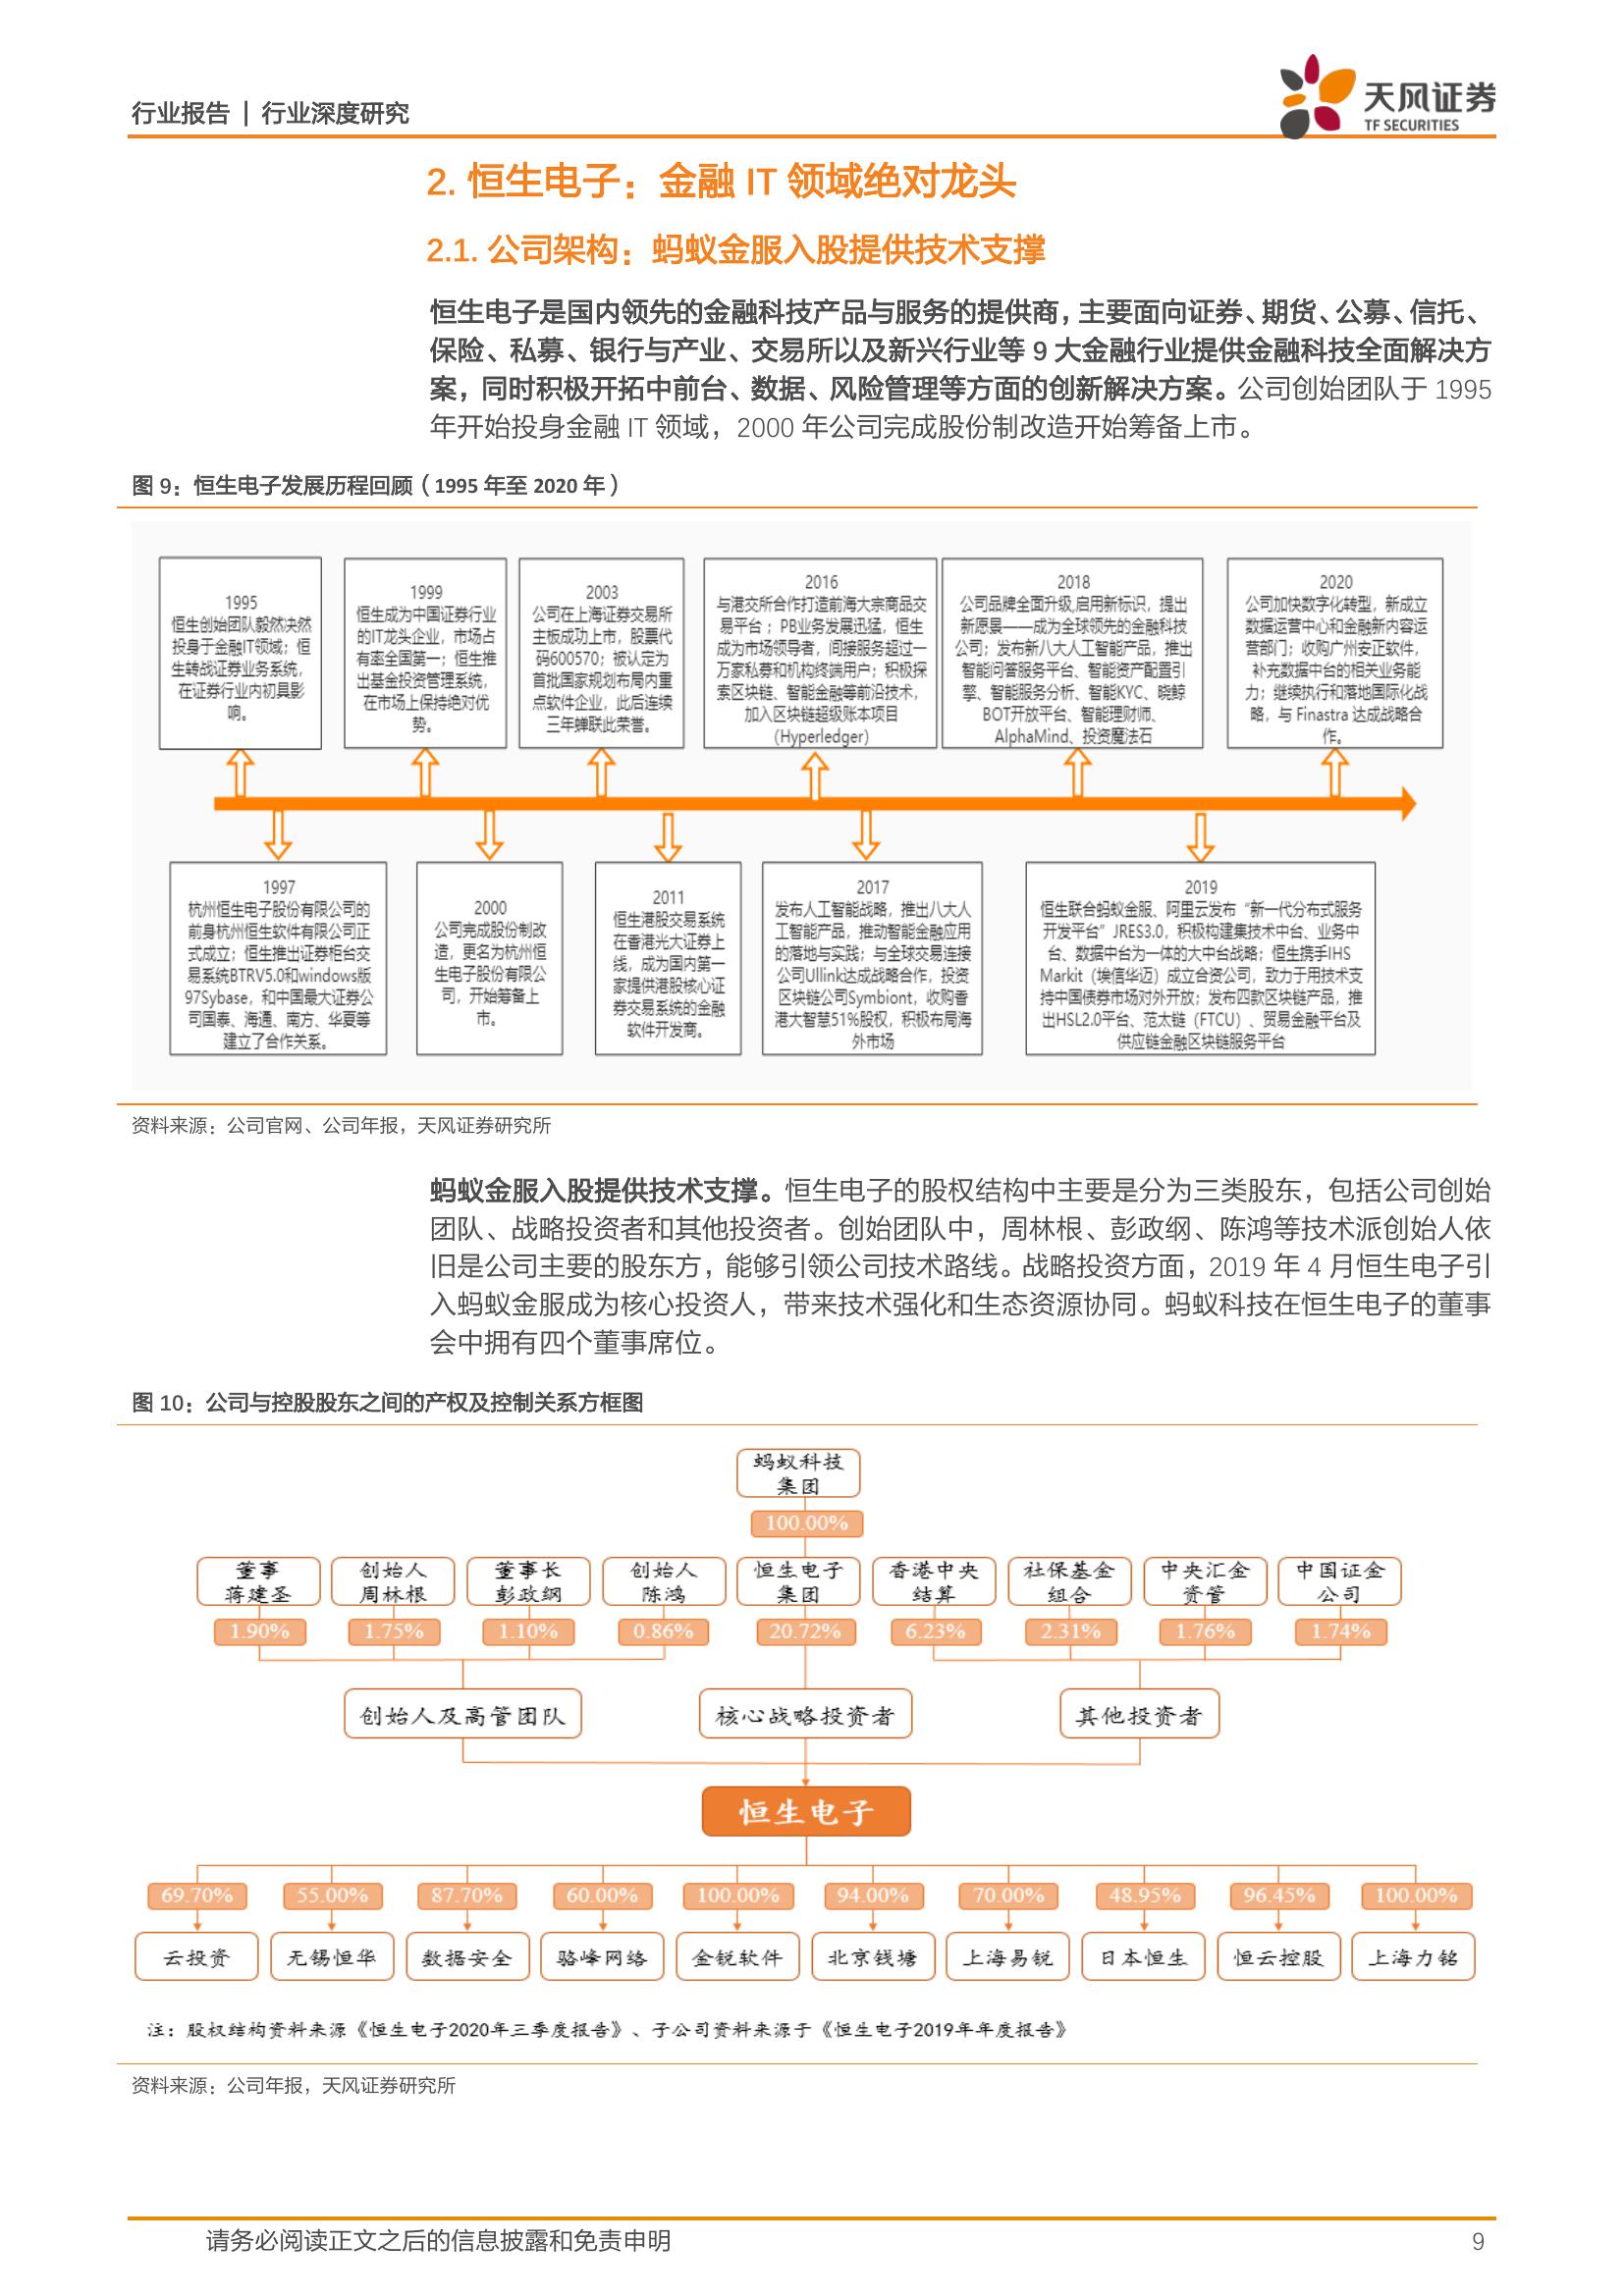 行业报告 | 行业深度研究
天风证券
TF SECURITIES
2. 恒生电子：金融 IT 领域绝对龙头
2.1. 公司架构：蚂蚁金服入股提供技术支撑
恒生电子是国内领先的金融科技产品与服务的提供商，主要面向证券、期货、公募、信托、
保险、私募、银行与产业、交易所以及新兴行业等 9 大金融行业提供金融科技全面解决方
案，同时积极开拓中前台、数据、风险管理等方面的创新解决方案。公司创始团队于 1995
年开始投身金融 IT 领域，2000 年公司完成股份制改造开始筹备上市。
图 9：恒生电子发展历程回顾（1995 年至 2020 年）
1995
恒生创始团队毅然决然
投身于金融IT领域；恒
生转战证券业务系统，
在证券行业内初具影
响。
1999
恒生成为中国证券行业
的IT龙头企业，市场占
有率全国第一；恒生推
出基金投资管理系统，
在市场上保持绝对优
势。
2003
公司在上海证券交易所
主板成功上市，股票代
码600570；被认定为
首批国家规划布局内重
点软件企业，此后连续
三年蝉联此荣誉。
2016
与港交所合作打造前海大宗商品交
易平台；PB业务发展迅猛，恒生
成为市场领导者，间接服务超过一
万家私募和机构终端用户；积极探
索区块链、智能金融等前沿技术，
加入区块链超级账本项目
（Hyperledger）
2018
公司品牌全面升级,启用新标识，提出
新愿景——成为全球领先的金融科技
公司；发布新八大人工智能产品，推出
智能问答服务平台、智能资产配置引
擎、智能服务分析、智能KYC、晓鲸
BOT开放平台、智能理财师、
AlphaMind、投资魔法石
2020
公司加快数字化转型，新成立
数据运营中心和金融新内容运
营部门；收购广州安正软件，
补充数据中台的相关业务能
力；继续执行和落地国际化战
略，与 Finastra 达成战略合
作。
1997
杭州恒生电子股份有限公司的
前身杭州恒生软件有限公司正
式成立；恒生推出证券柜台交
易系统BTRV5.0和windows版
97Sybase，和中国最大证券公
司国泰、海通、南方、华夏等
建立了合作关系。
2000
公司完成股份制改
造，更名为杭州恒
生电子股份有限公
司，开始筹备上
市。
2011
恒生港股交易系统
在香港光大证券上
线，成为国内第一
家提供港股核心证
券交易系统的金融
软件开发商。
2017
发布人工智能战略，推出八大人
工智能产品，推动智能金融应用
的落地与实践；与全球交易连接
公司Ullink达成战略合作，投资
区块链公司Symbiont，收购香
港大智慧51%股权，积极布局海
外市场
2019
恒生联合蚂蚁金服、阿里云发布“新一代分布式服务
开发平台”JRES3.0，积极构建集技术中台、业务中
台、数据中台为一体的大中台战略；恒生携手IHS
Markit（埃信华迈）成立合资公司，致力于用技术支
持中国债券市场对外开放；发布四款区块链产品，推
出HSL2.0平台、范太链（FTCU）、贸易金融平台及
供应链金融区块链服务平台
资料来源：公司官网、公司年报，天风证券研究所
蚂蚁金服入股提供技术支撑。恒生电子的股权结构中主要是分为三类股东，包括公司创始
团队、战略投资者和其他投资者。创始团队中，周林根、彭政纲、陈鸿等技术派创始人依
旧是公司主要的股东方，能够引领公司技术路线。战略投资方面，2019 年 4 月恒生电子引
入蚂蚁金服成为核心投资人，带来技术强化和生态资源协同。蚂蚁科技在恒生电子的董事
会中拥有四个董事席位。
图 10：公司与控股股东之间的产权及控制关系方框图
蚂蚁科技
集团
100.00%
董事
蒋建圣
创始人
周林根
董事长
彭政纲
创始人
陈鸿
恒生电子
集团
香港中央
结算
社保基金
组合
中央汇金
资管
中国证金
公司
1.90% 1.75% 1.10% 0.86% 20.72% 6.23% 2.31% 1.76% 1.74%
创始人及高管团队 核心战略投资者 其他投资者
恒生电子
69.70% 55.00% 87.70% 60.00% 100.00% 94.00% 70.00% 48.95% 96.45% 100.00%
云投资 无锡恒华 数据安全 骆峰网络 金锐软件 北京钱塘 上海易锐 日本恒生 恒云控股 上海力铭
注：股权结构资料来源《恒生电子2020年三季度报告》、子公司资料来源于《恒生电子2019年年度报告》
资料来源：公司年报，天风证券研究所
请务必阅读正文之后的信息披露和免责申明 9